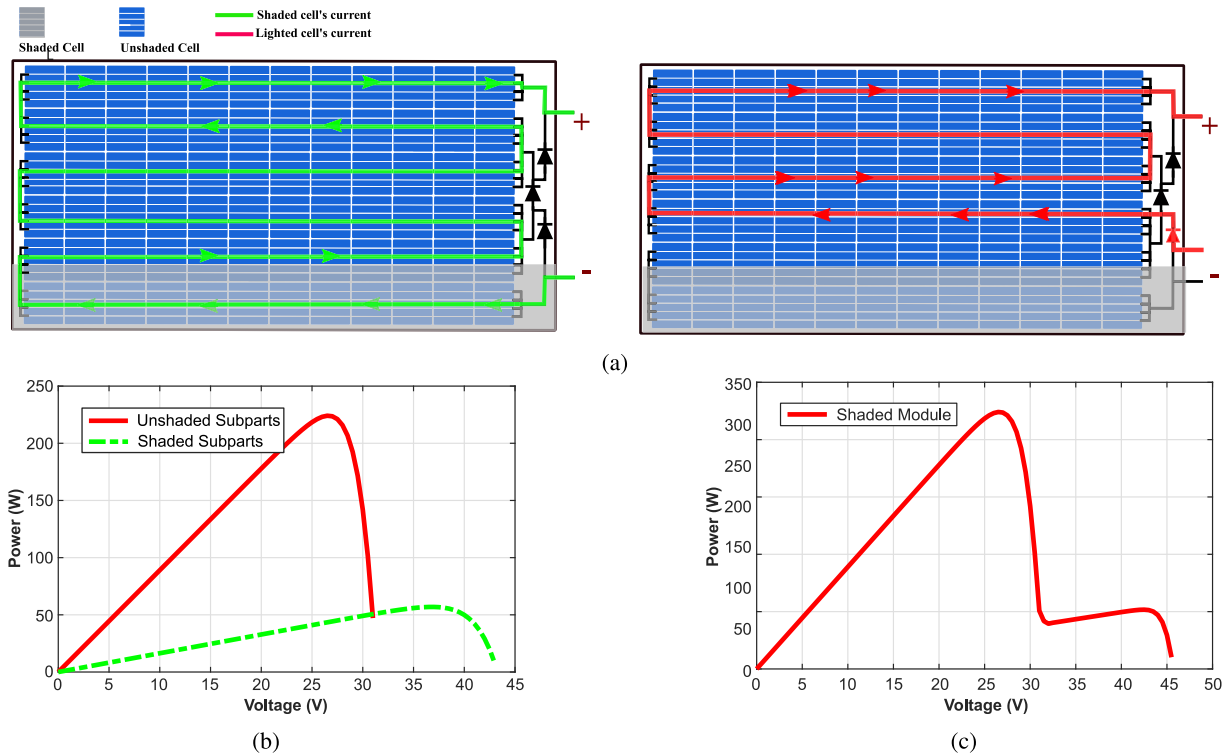 Shaded Cell
Unshaded Cell
Shaded cell's current
Lighted cell's current
+
-
+
-
(a)
250
200
150
100
50
0
Power (W)
Unshaded Subparts
Shaded Subparts
0 5 10 15 20 25 30 35 40 45
Voltage (V)
(b)
350
300
250
200
150
100
50
0
Power (W)
Shaded Module
0 5 10 15 20 25 30 35 40 45 50
Voltage (V)
(c)